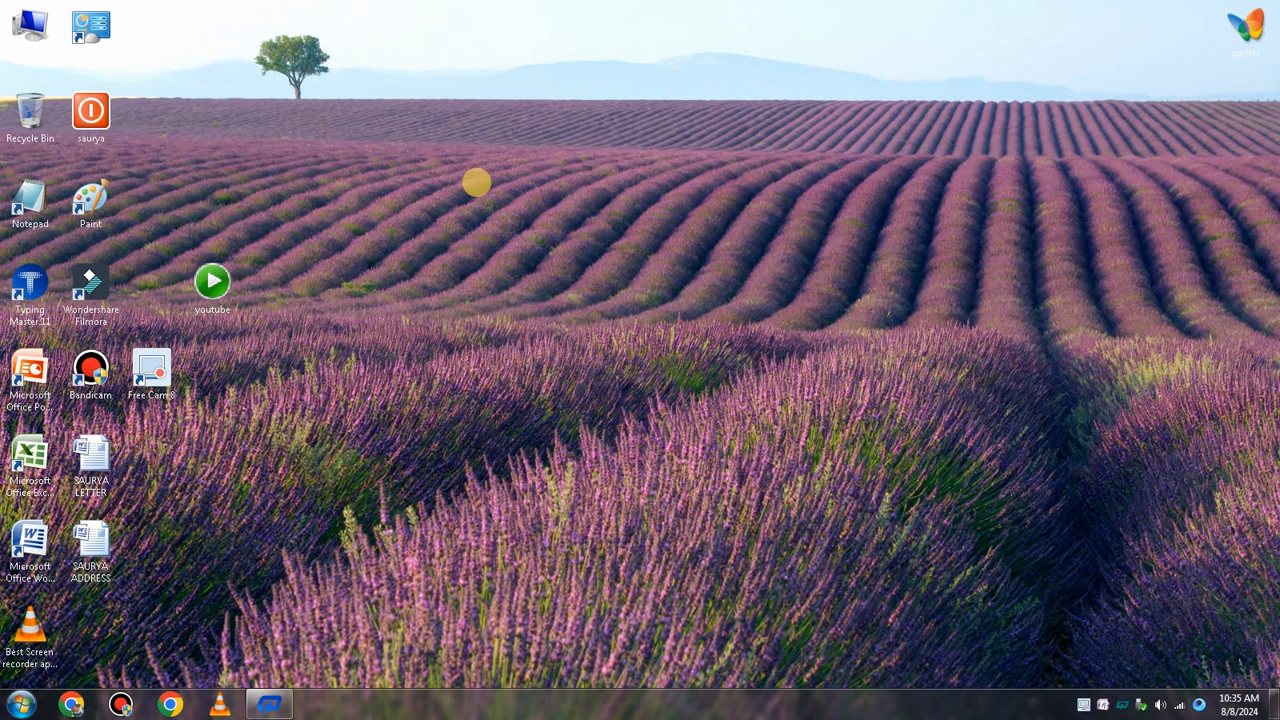 games
Recycle Bin
saurya
Notepad
Paint
Typing
Master 11
Wondershare
Filmora
youtube
Microsoft
Office Po...
Bandicam
Free Cam 8
Microsoft
Office Exc...
SAURYA
LETTER
Microsoft
Office Wo...
SAURYA
ADDRESS
Best Screen
recorder ap...
10:35 AM
8/8/2024